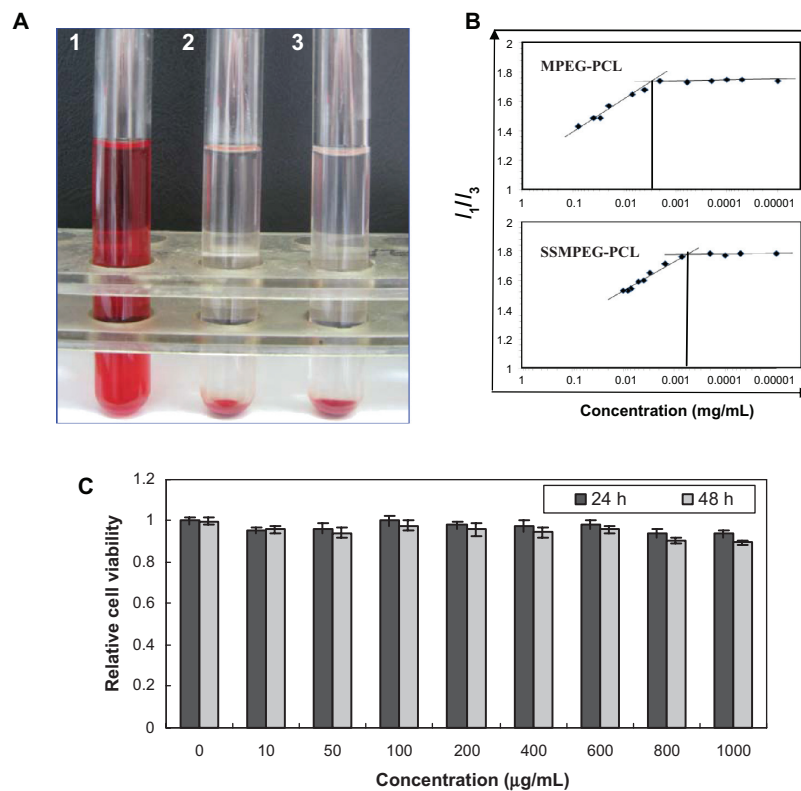 A
1 2 3
B
2
1.8
1.6
1.4
1.2
1
MPEG-PCL
1 0.1 0.01 0.001 0.0001 0.00001
I1/I3
2
1.8
1.6
1.4
1.2
1
SSMPEG-PCL
1 0.1 0.01 0.001 0.0001 0.00001
Concentration (mg/mL)
C
1.2
1
0.8
0.6
0.4
0.2
0
Relative cell viability
24 h 48 h
0 10 50 100 200 400 600 800 1000
Concentration (µg/mL)